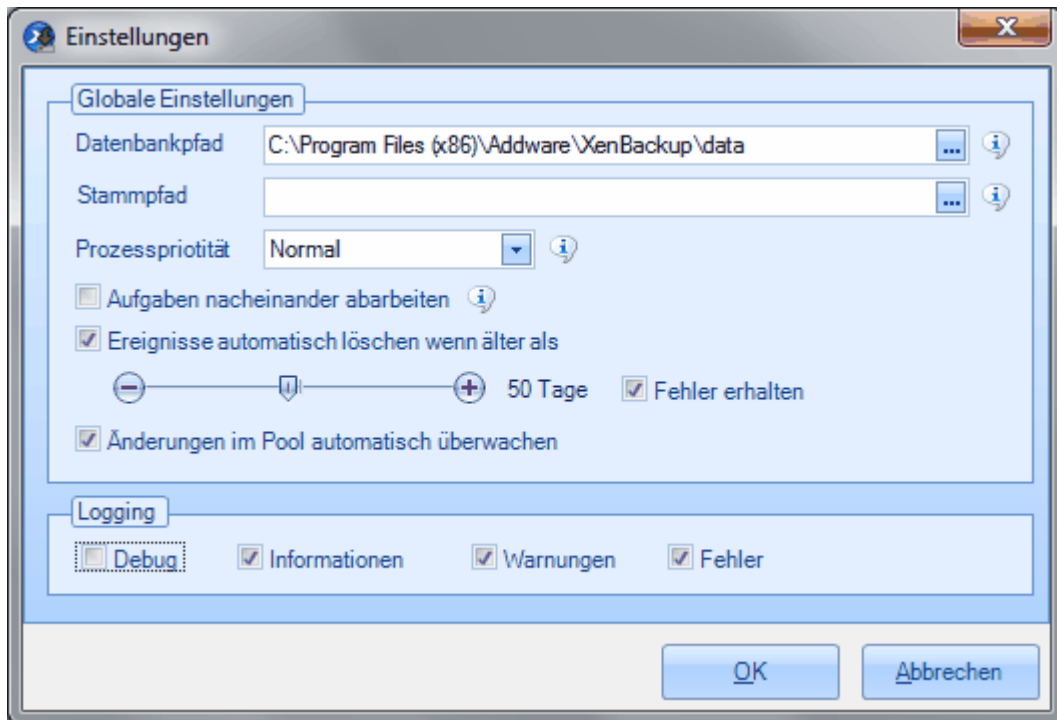 Einstellungen
Globale Einstellungen
Datenbankpfad C:\Program Files (x86)\Addware\XenBackup\data ...
Stammpfad ...
Prozesspriotität Normal
Aufgaben nacheinander abarbeiten
Ereignisse automatisch löschen wenn älter als
50 Tage Fehler erhalten
Änderungen im Pool automatisch überwachen
Logging
Debug Informationen Warnungen Fehler
OK Abbrechen